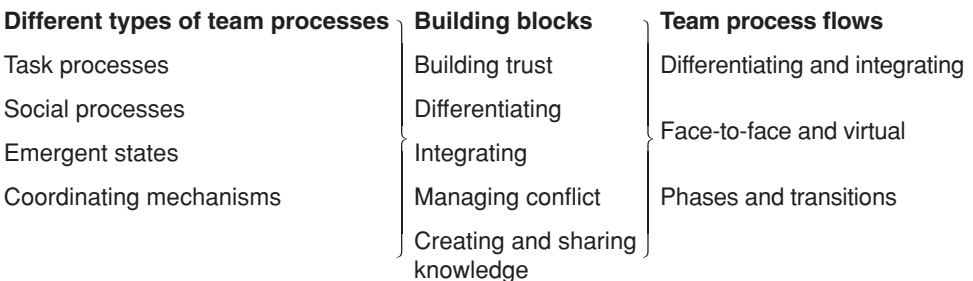 Different types of team processes
Task processes
Social processes
Emergent states
Coordinating mechanisms
Building blocks
Building trust
Differentiating
Integrating
Managing conflict
Creating and sharing
knowledge
Team process flows
Differentiating and integrating
Face-to-face and virtual
Phases and transitions